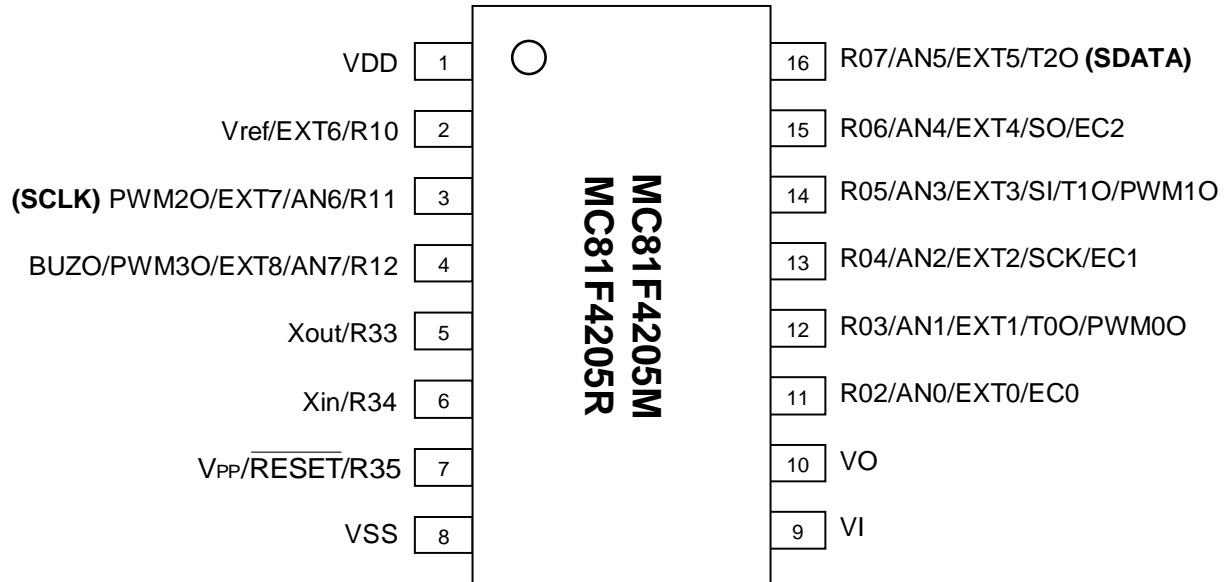 VDD 1
Vref/EXT6/R10 2
(SCLK) PWM2O/EXT7/AN6/R11 3
BUZO/PWM3O/EXT8/AN7/R12 4
Xout/R33 5
Xin/R34 6
VPP/RESET/R35 7
VSS 8
MC81F4205M
MC81F4205R
16 R07/AN5/EXT5/T2O (SDATA)
15 R06/AN4/EXT4/SO/EC2
14 R05/AN3/EXT3/SI/T1O/PWM1O
13 R04/AN2/EXT2/SCK/EC1
12 R03/AN1/EXT1/T0O/PWM0O
11 R02/AN0/EXT0/EC0
10 VO
9 VI